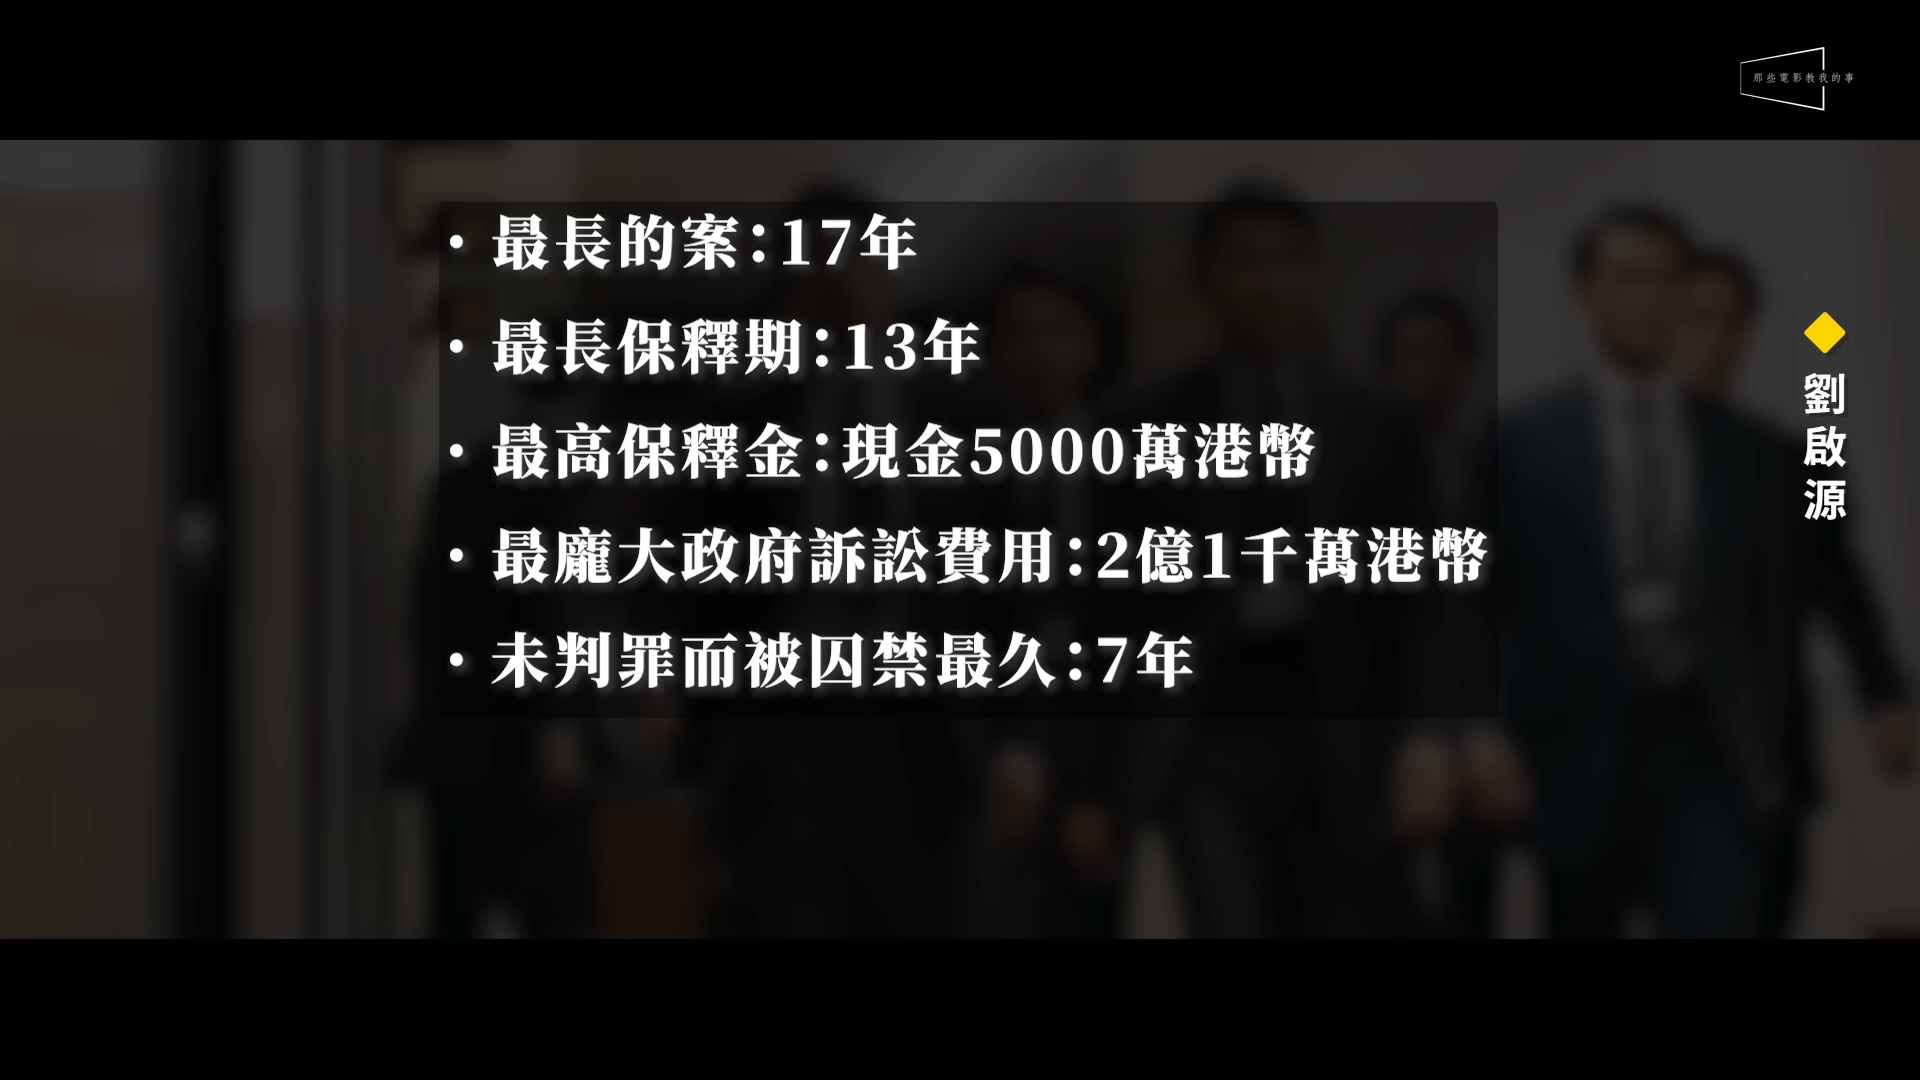 那些電影教我的事
・最長的案：17年
・最長保釋期：13年
・最高保釋金：現金5000萬港幣
・最龐大政府訴訟費用：2億1千萬港幣
・未判罪而被囚禁最久：7年
劉啟源